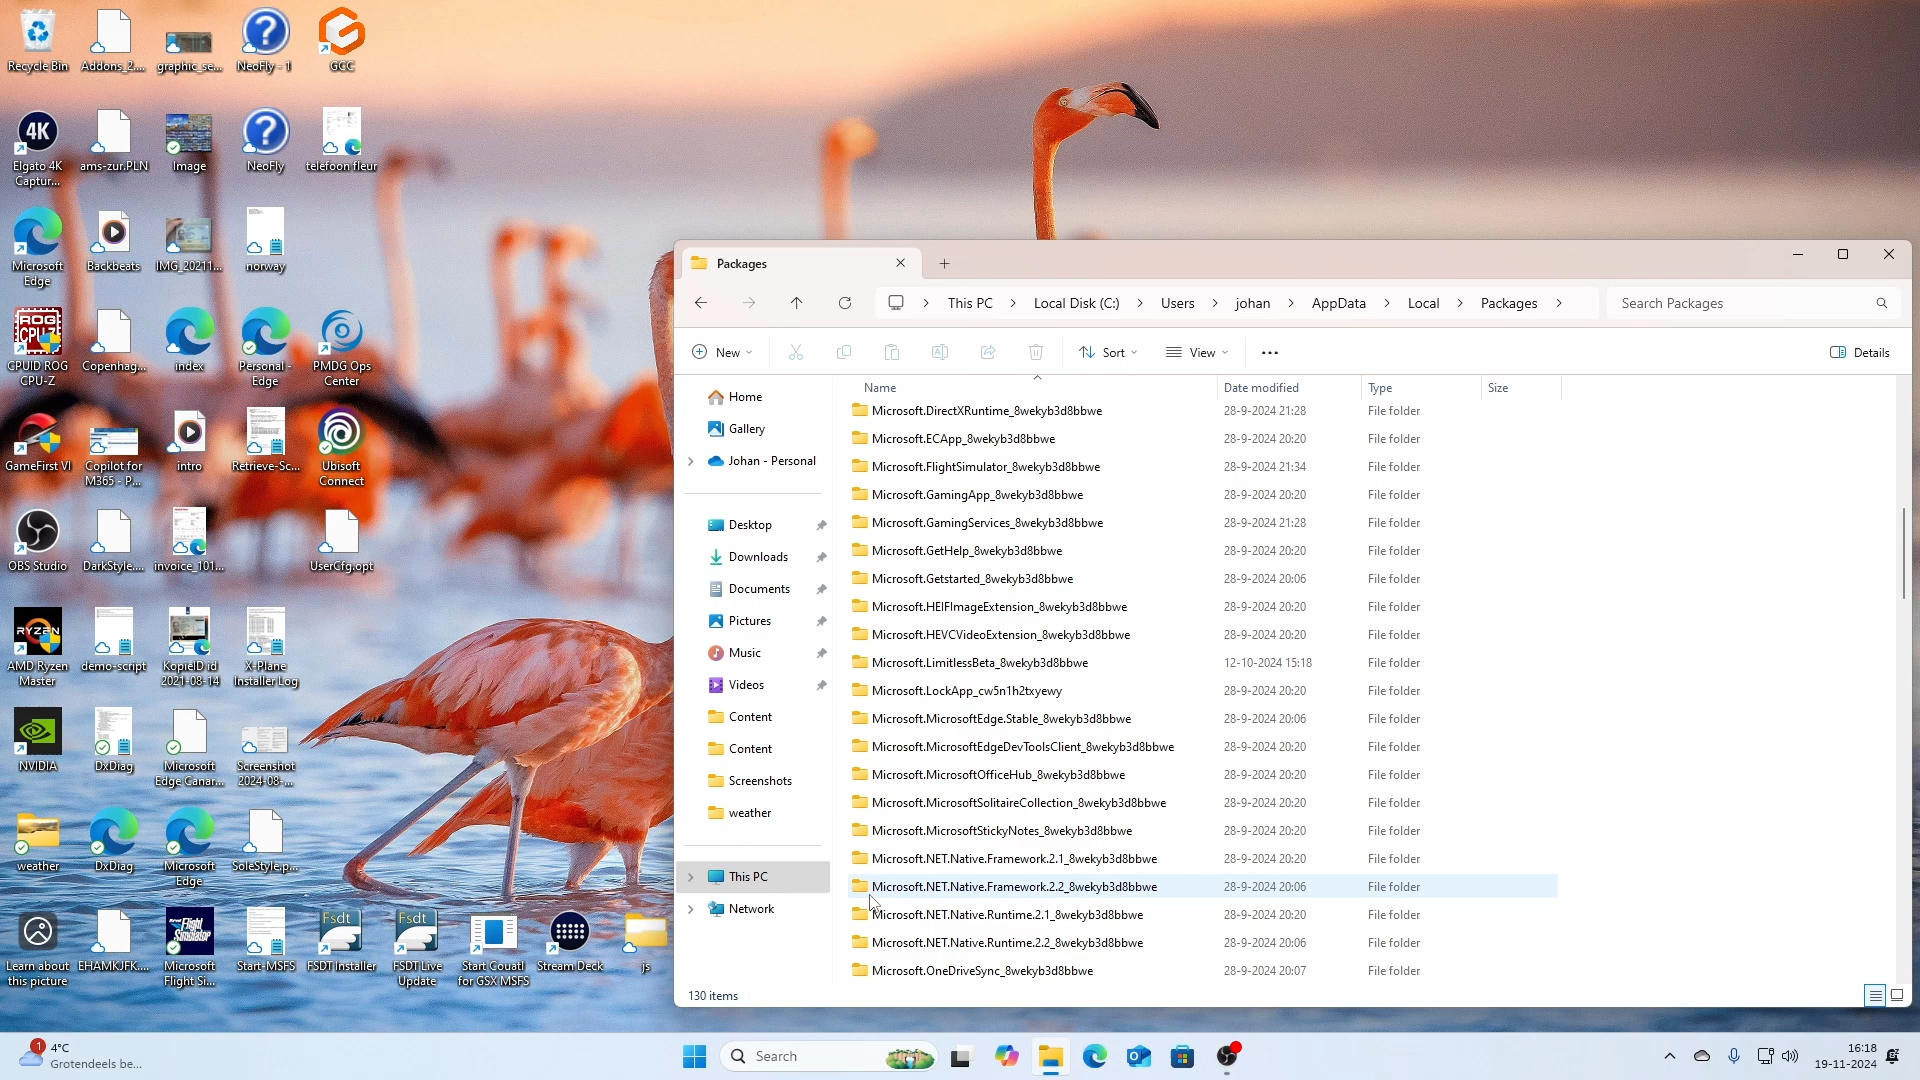 Recycle Bin
Addons_2....
graphic_se...
NeoFly - 1
GCC
4K
Elgato 4K
Captur...
ams-zur.PLN
Image
NeoFly
telefoon fleur
Microsoft
Edge
Backbeats
IMG_20211...
norway
ROG
CPU-Z
CPUID ROG
CPU-Z
Copenhag...
index
Personal -
Edge
PMDG Ops
Center
GameFirst VI
Copilot for
M365 - P...
intro
Retrieve-Sc...
Ubisoft
Connect
OBS Studio
DarkStyle....
invoice_101...
UserCfg.opt
RYZEN
AMD Ryzen
Master
demo-script
KopieID id
2021-08-14
X-Plane
Installer Log
NVIDIA
DxDiag
Microsoft
Edge Canar...
Screenshot
2024-08-...
weather
DxDiag
Microsoft
Edge
SoleStyle.p...
Learn about
this picture
EHAMKJFK....
Microsoft
Flight Si...
Start-MSFS
Fsdt
FSDT Installer
Fsdt
FSDT Live
Update
Start Couatl
for GSX MSFS
Stream Deck
js
Packages
This PC
Local Disk (C:)
Users
johan
AppData
Local
Packages
Search Packages
New
Sort
View
Details
Home
Gallery
Johan - Personal
Desktop
Downloads
Documents
Pictures
Music
Videos
Content
Content
Screenshots
weather
This PC
Network
Name Date modified Type Size
Microsoft.DirectXRuntime_8wekyb3d8bbwe 28-9-2024 21:28 File folder
Microsoft.ECApp_8wekyb3d8bbwe 28-9-2024 20:20 File folder
Microsoft.FlightSimulator_8wekyb3d8bbwe 28-9-2024 21:34 File folder
Microsoft.GamingApp_8wekyb3d8bbwe 28-9-2024 20:20 File folder
Microsoft.GamingServices_8wekyb3d8bbwe 28-9-2024 21:28 File folder
Microsoft.GetHelp_8wekyb3d8bbwe 28-9-2024 20:20 File folder
Microsoft.Getstarted_8wekyb3d8bbwe 28-9-2024 20:06 File folder
Microsoft.HEIFImageExtension_8wekyb3d8bbwe 28-9-2024 20:20 File folder
Microsoft.HEVCVideoExtension_8wekyb3d8bbwe 28-9-2024 20:20 File folder
Microsoft.LimitlessBeta_8wekyb3d8bbwe 12-10-2024 15:18 File folder
Microsoft.LockApp_cw5n1h2txyewy 28-9-2024 20:20 File folder
Microsoft.MicrosoftEdge.Stable_8wekyb3d8bbwe 28-9-2024 20:06 File folder
Microsoft.MicrosoftEdgeDevToolsClient_8wekyb3d8bbwe 28-9-2024 20:20 File folder
Microsoft.MicrosoftOfficeHub_8wekyb3d8bbwe 28-9-2024 20:20 File folder
Microsoft.MicrosoftSolitaireCollection_8wekyb3d8bbwe 28-9-2024 20:20 File folder
Microsoft.MicrosoftStickyNotes_8wekyb3d8bbwe 28-9-2024 20:20 File folder
Microsoft.NET.Native.Framework.2.1_8wekyb3d8bbwe 28-9-2024 20:20 File folder
Microsoft.NET.Native.Framework.2.2_8wekyb3d8bbwe 28-9-2024 20:06 File folder
Microsoft.NET.Native.Runtime.2.1_8wekyb3d8bbwe 28-9-2024 20:20 File folder
Microsoft.NET.Native.Runtime.2.2_8wekyb3d8bbwe 28-9-2024 20:06 File folder
Microsoft.OneDriveSync_8wekyb3d8bbwe 28-9-2024 20:07 File folder
130 items
1
4°C
Grotendeels be...
Search
16:18
19-11-2024